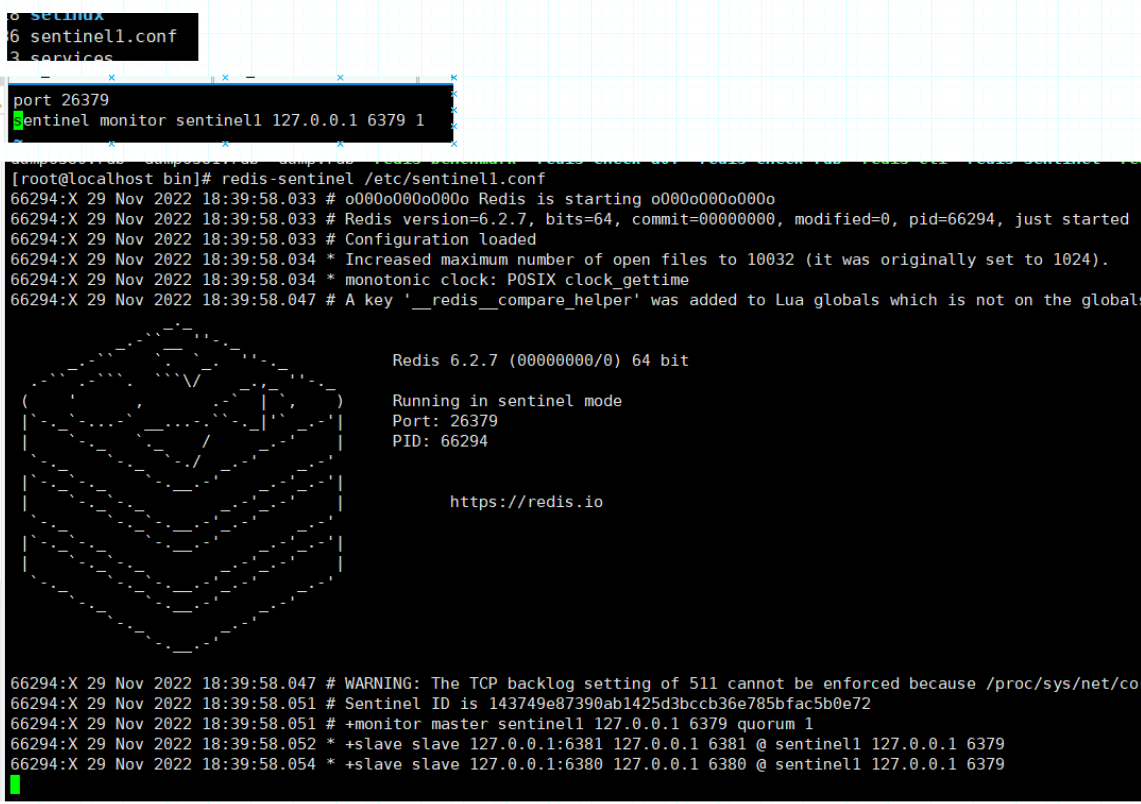 selinux
6 sentinel1.conf
3 services
port 26379
sentinel monitor sentinel1 127.0.0.1 6379 1
[root@localhost bin]# redis-sentinel /etc/sentinel1.conf
66294:X 29 Nov 2022 18:39:58.033 # oO0OoO0OoO0Oo Redis is starting oO0OoO0OoO0Oo
66294:X 29 Nov 2022 18:39:58.033 # Redis version=6.2.7, bits=64, commit=00000000, modified=0, pid=66294, just started
66294:X 29 Nov 2022 18:39:58.033 # Configuration loaded
66294:X 29 Nov 2022 18:39:58.034 * Increased maximum number of open files to 10032 (it was originally set to 1024).
66294:X 29 Nov 2022 18:39:58.034 * monotonic clock: POSIX clock_gettime
66294:X 29 Nov 2022 18:39:58.047 # A key '__redis__compare_helper' was added to Lua globals which is not on the globals
Redis 6.2.7 (00000000/0) 64 bit
Running in sentinel mode
Port: 26379
PID: 66294
https://redis.io
66294:X 29 Nov 2022 18:39:58.047 # WARNING: The TCP backlog setting of 511 cannot be enforced because /proc/sys/net/co
66294:X 29 Nov 2022 18:39:58.051 # Sentinel ID is 143749e87390ab1425d3bccb36e785bfac5b0e72
66294:X 29 Nov 2022 18:39:58.051 # +monitor master sentinel1 127.0.0.1 6379 quorum 1
66294:X 29 Nov 2022 18:39:58.052 * +slave slave 127.0.0.1:6381 127.0.0.1 6381 @ sentinel1 127.0.0.1 6379
66294:X 29 Nov 2022 18:39:58.054 * +slave slave 127.0.0.1:6380 127.0.0.1 6380 @ sentinel1 127.0.0.1 6379